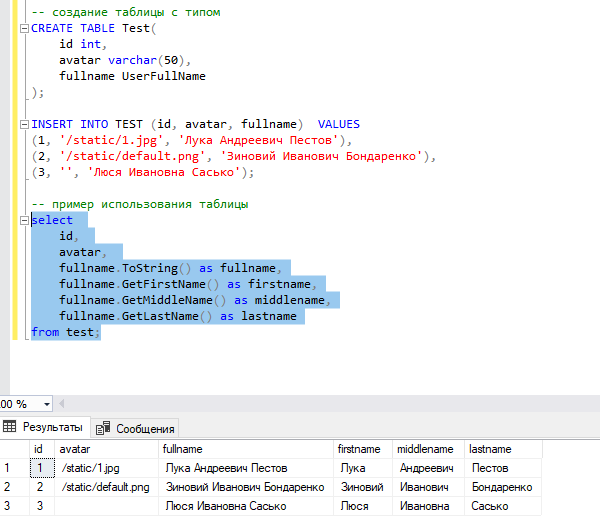 -- создание таблицы с типом
CREATE TABLE Test(
id int,
avatar varchar(50),
fullname UserFullName
);
INSERT INTO TEST (id, avatar, fullname)  VALUES
(1, '/static/1.jpg', 'Лука Андреевич Пестов'),
(2, '/static/default.png', 'Зиновий Иванович Бондаренко'),
(3, '', 'Люся Ивановна Сасько');
-- пример использования таблицы
select
id,
avatar,
fullname.ToString() as fullname,
fullname.GetFirstName() as firstname,
fullname.GetMiddleName() as middlename,
fullname.GetLastName() as lastname
from test;
00 %
Результаты Сообщения
id avatar fullname firstname middlename lastname
1 1 /static/1.jpg Лука Андреевич Пестов Лука Андреевич Пестов
2 2 /static/default.png Зиновий Иванович Бондаренко Зиновий Иванович Бондаренко
3 3 Люся Ивановна Сасько Люся Ивановна Сасько